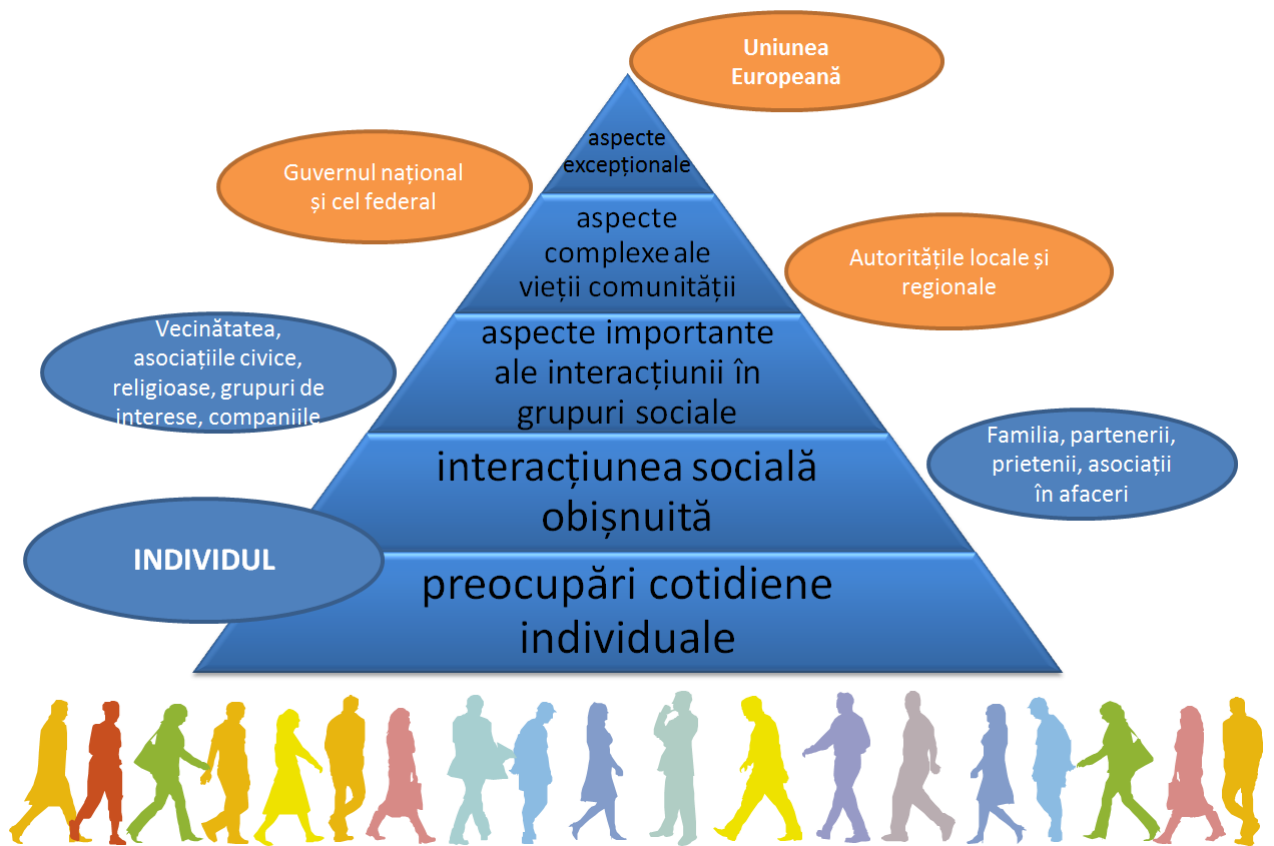 Uniunea
Europeană
aspecte
excepționale
Guvernul național
și cel federal
aspecte
complexe ale
vieții comunității
Autoritățile locale și
regionale
Vecinătatea,
asociațiile civice,
religioase, grupuri de
interese, companiile
aspecte importante
ale interacțiunii în
grupuri sociale
Familia, partenerii,
prietenii, asociații
în afaceri
interacțiunea socială
obișnuită
INDIVIDUL
preocupări cotidiene
individuale